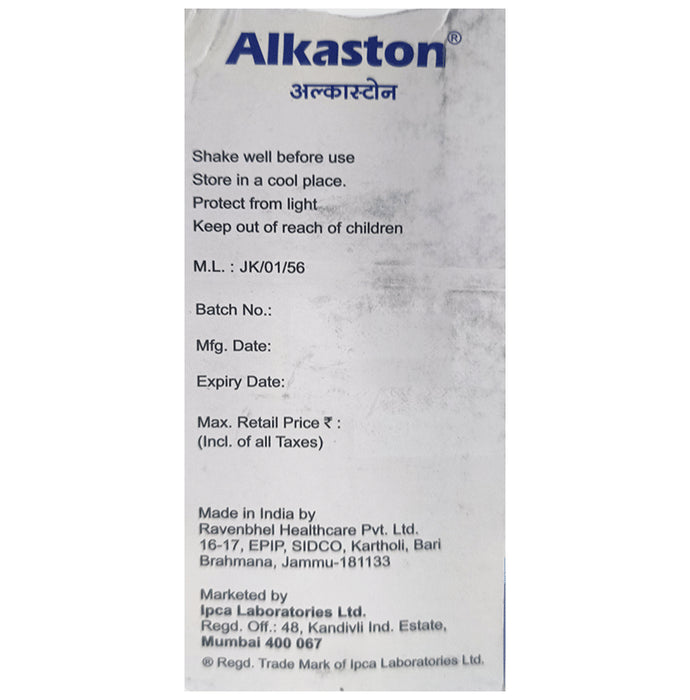 Alkaston®
अल्कास्टोन
Shake well before use
Store in a cool place.
Protect from light
Keep out of reach of children
M.L. : JK/01/56
Batch No.:
Mfg. Date:
Expiry Date:
Max. Retail Price ₹ :
(Incl. of all Taxes)
Made in India by
Ravenbhel Healthcare Pvt. Ltd.
16-17, EPIP, SIDCO, Kartholi, Bari
Brahmana, Jammu-181133
Marketed by
Ipca Laboratories Ltd.
Regd. Off.: 48, Kandivli Ind. Estate,
Mumbai 400 067
® Regd. Trade Mark of Ipca Laboratories Ltd.